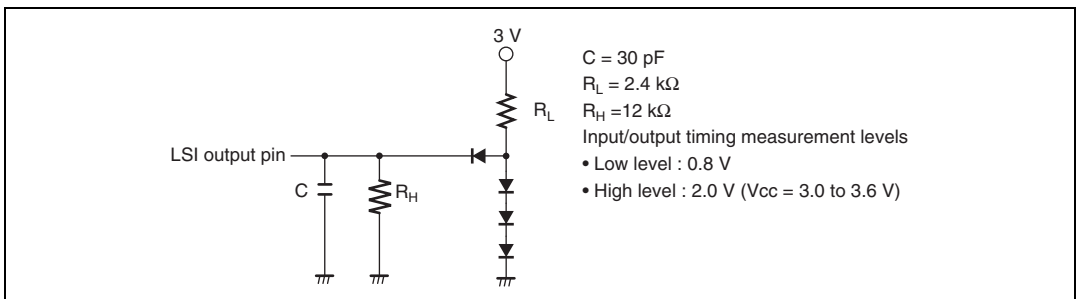 3 V
C = 30 pF
R_L = 2.4 kΩ
R_L
R_H =12 kΩ
Input/output timing measurement levels
LSI output pin
• Low level : 0.8 V
C
R_H
• High level : 2.0 V (Vcc = 3.0 to 3.6 V)